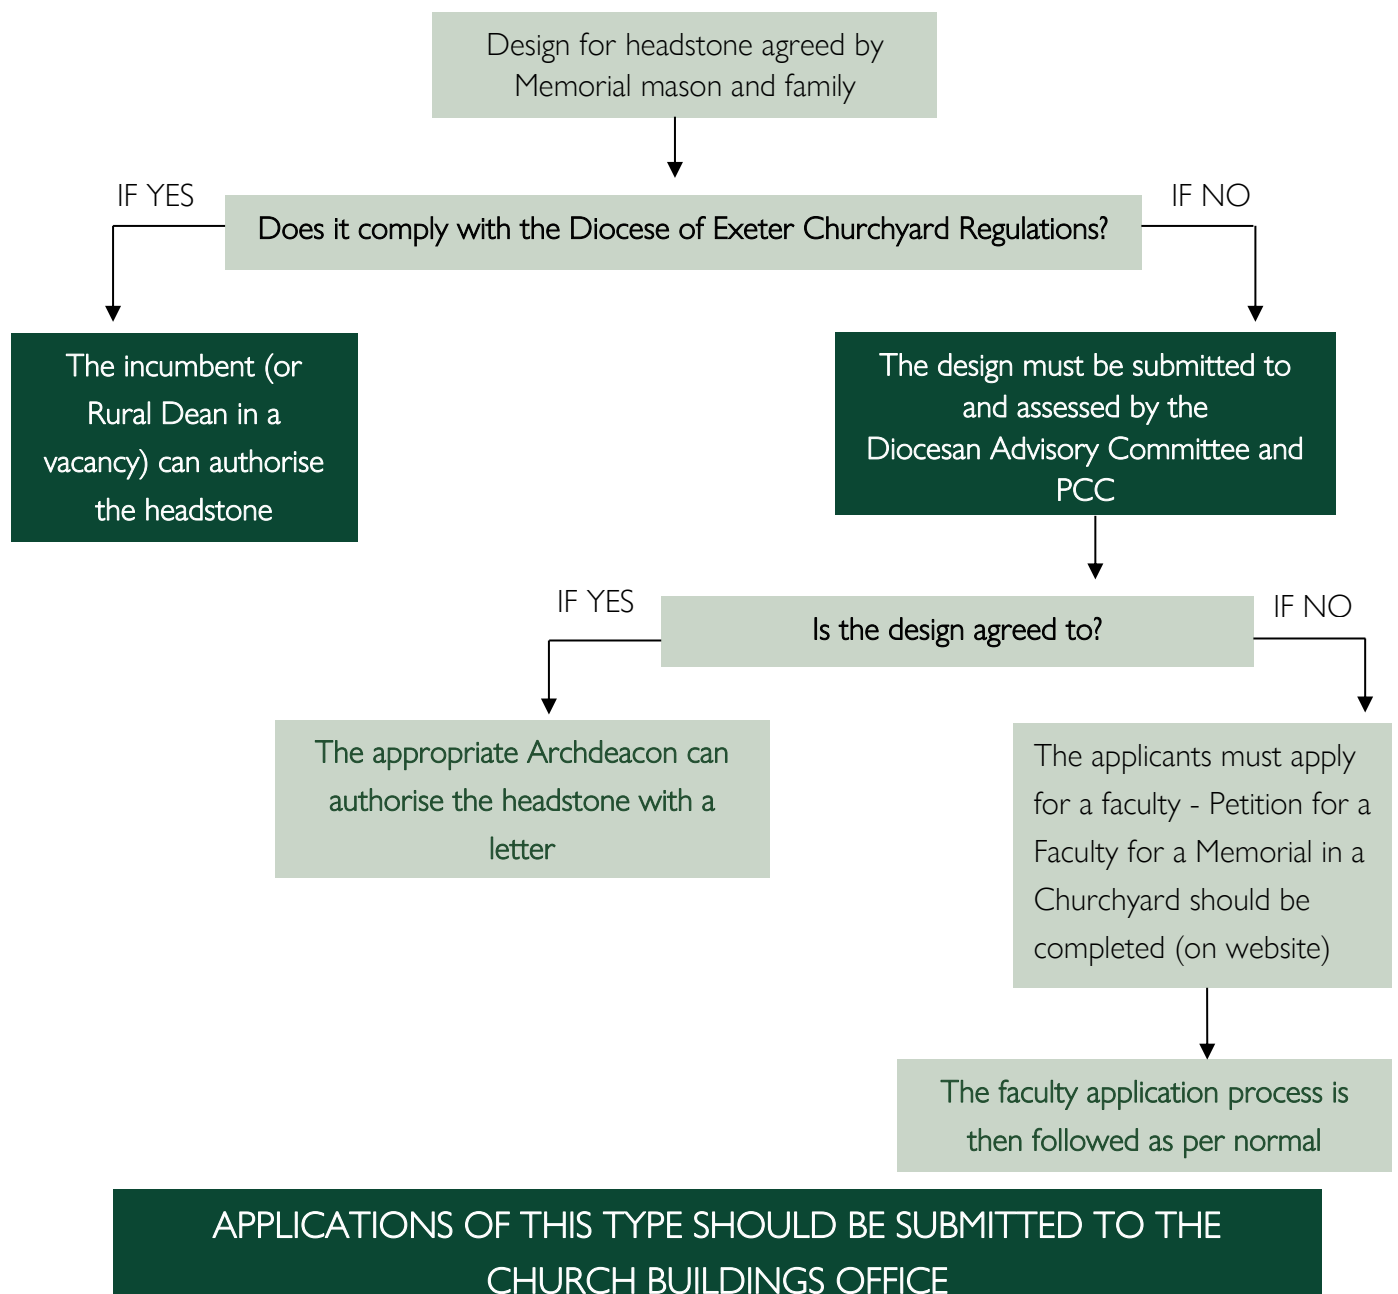 Design for headstone agreed by
Memorial mason and family
IF YES
IF NO
Does it comply with the Diocese of Exeter Churchyard Regulations?
The incumbent (or
Rural Dean in a
vacancy) can authorise
the headstone
The design must be submitted to
and assessed by the
Diocesan Advisory Committee and
PCC
IF YES
IF NO
Is the design agreed to?
The appropriate Archdeacon can
authorise the headstone with a
letter
The applicants must apply
for a faculty - Petition for a
Faculty for a Memorial in a
Churchyard should be
completed (on website)
The faculty application process is
then followed as per normal
APPLICATIONS OF THIS TYPE SHOULD BE SUBMITTED TO THE
CHURCH BUILDINGS OFFICE